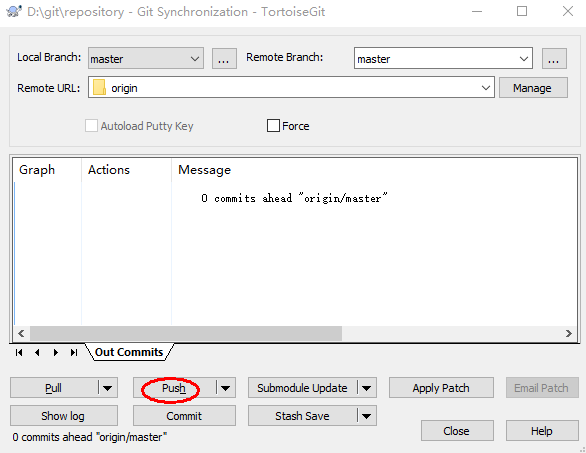 D:\git\repository - Git Synchronization - TortoiseGit
Local Branch: master ... Remote Branch: master ...
Remote URL: origin Manage
Autoload Putty Key Force
Graph Actions Message
0 commits ahead "origin/master"
Out Commits
Pull Push Submodule Update Apply Patch Email Patch
Show log Commit Stash Save
Close Help
0 commits ahead "origin/master"